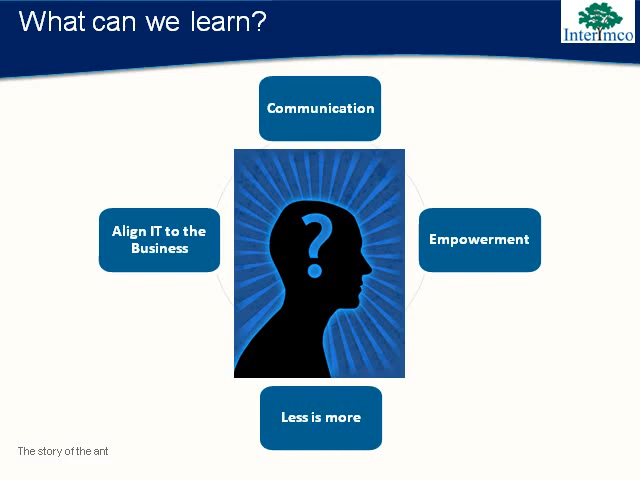 What can we learn?
InterImco
Communication
Align IT to the
Business
?
Empowerment
Less is more
The story of the ant